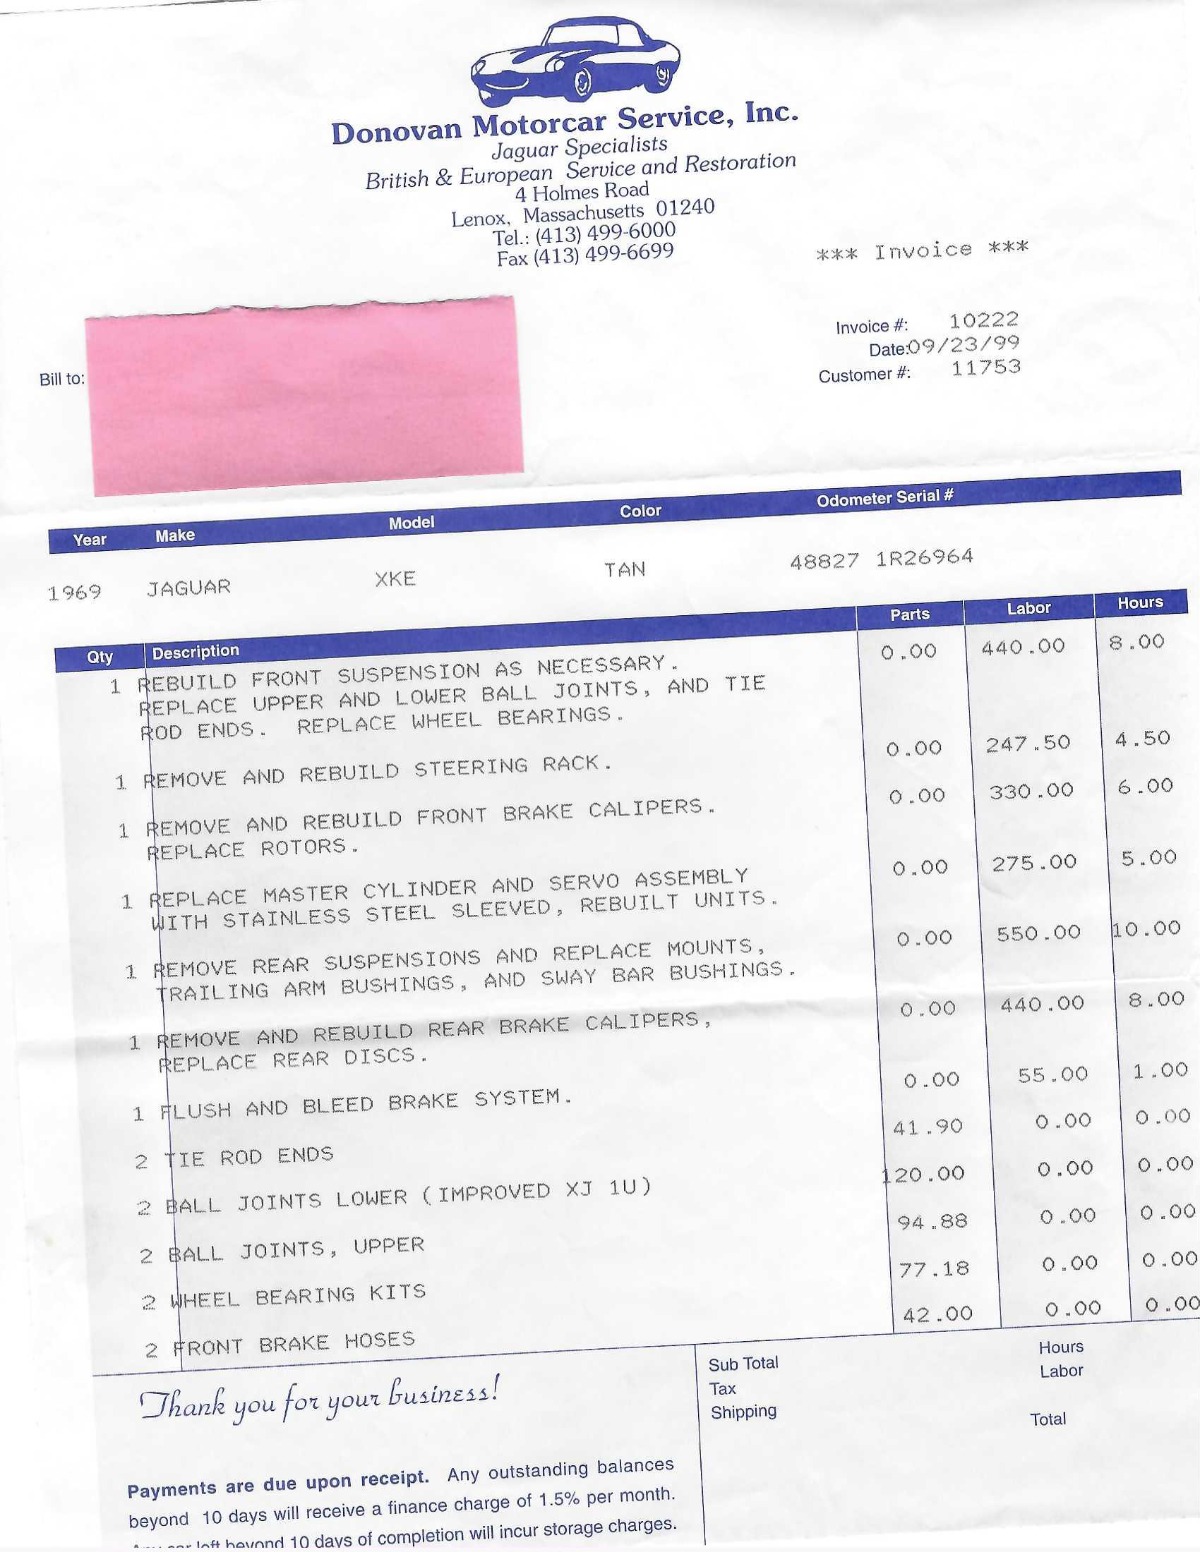 Donovan Motorcar Service, Inc.
Jaguar Specialists
British & European Service and Restoration
4 Holmes Road
Lenox, Massachusetts 01240
Tel.: (413) 499-6000
Fax (413) 499-6699
*** Invoice ***
Invoice #: 10222
Date: 09/23/99
Customer #: 11753
Bill to:
Year Make Model Color Odometer Serial #
1969 JAGUAR XKE TAN 48827 1R26964
Qty Description Parts Labor Hours
1 REBUILD FRONT SUSPENSION AS NECESSARY. 0.00 440.00 8.00
REPLACE UPPER AND LOWER BALL JOINTS, AND TIE
ROD ENDS. REPLACE WHEEL BEARINGS.
1 REMOVE AND REBUILD STEERING RACK. 0.00 247.50 4.50
1 REMOVE AND REBUILD FRONT BRAKE CALIPERS. 0.00 330.00 6.00
REPLACE ROTORS.
1 REPLACE MASTER CYLINDER AND SERVO ASSEMBLY 0.00 275.00 5.00
WITH STAINLESS STEEL SLEEVED, REBUILT UNITS.
1 REMOVE REAR SUSPENSIONS AND REPLACE MOUNTS, 0.00 550.00 10.00
TRAILING ARM BUSHINGS, AND SWAY BAR BUSHINGS.
1 REMOVE AND REBUILD REAR BRAKE CALIPERS, 0.00 440.00 8.00
REPLACE REAR DISCS.
1 FLUSH AND BLEED BRAKE SYSTEM. 0.00 55.00 1.00
2 TIE ROD ENDS 41.90 0.00 0.00
2 BALL JOINTS LOWER (IMPROVED XJ 1U) 120.00 0.00 0.00
2 BALL JOINTS, UPPER 94.88 0.00 0.00
2 WHEEL BEARING KITS 77.18 0.00 0.00
2 FRONT BRAKE HOSES 42.00 0.00 0.00
Thank you for your business!
Sub Total Hours
Tax Labor
Shipping Total
Payments are due upon receipt. Any outstanding balances
beyond 10 days will receive a finance charge of 1.5% per month.
Any car left beyond 10 days of completion will incur storage charges.